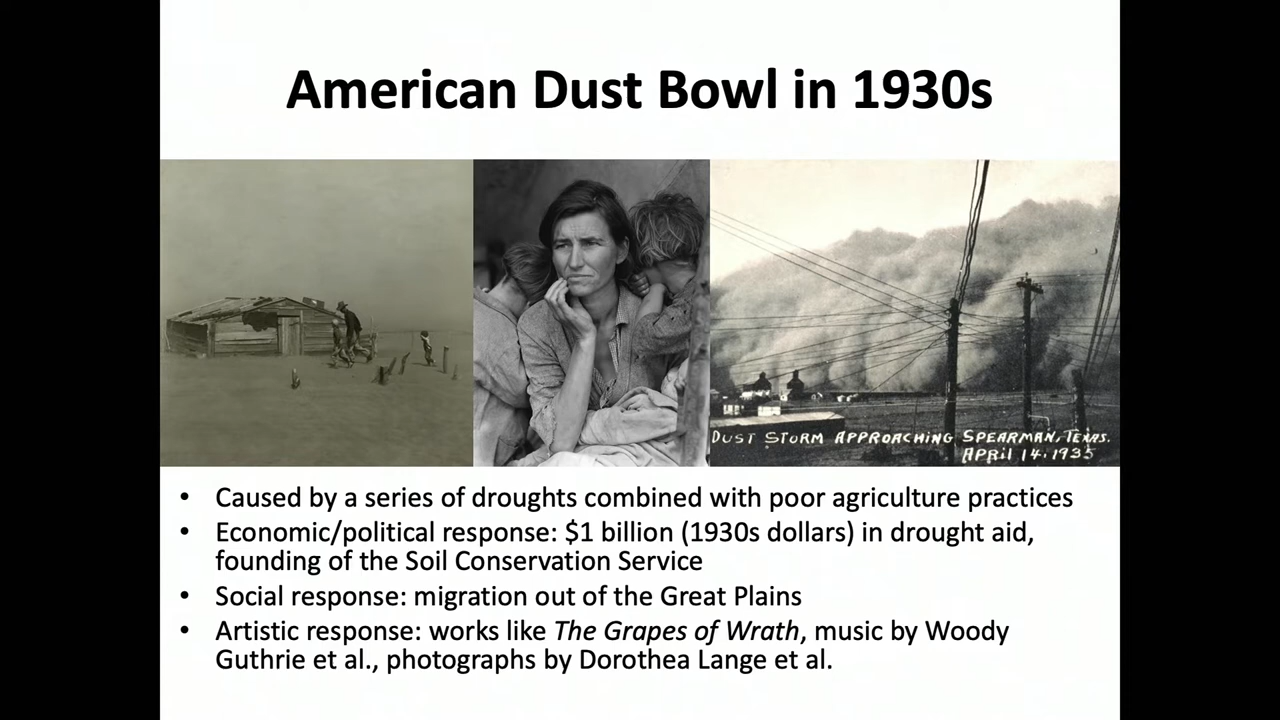 American Dust Bowl in 1930s
DUST STORM APPROACHING SPEARMAN, TEXAS.
APRIL 14, 1935
• Caused by a series of droughts combined with poor agriculture practices
• Economic/political response: $1 billion (1930s dollars) in drought aid,
founding of the Soil Conservation Service
• Social response: migration out of the Great Plains
• Artistic response: works like The Grapes of Wrath, music by Woody
Guthrie et al., photographs by Dorothea Lange et al.